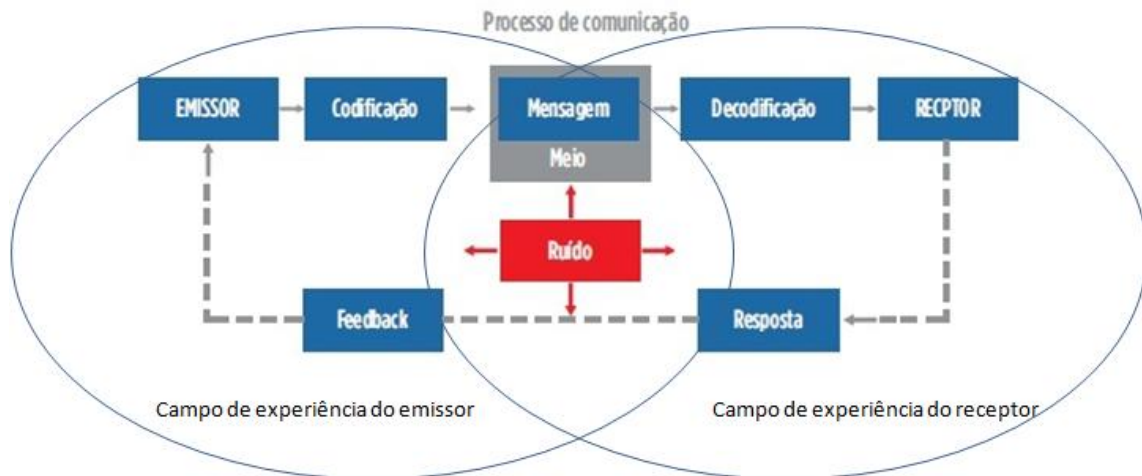 Processo de comunicação
EMISSOR
Codificação
Mensagem
Decodificação
RECPTOR
Meio
Ruído
Feedback
Resposta
Campo de experiência do emissor
Campo de experiência do receptor